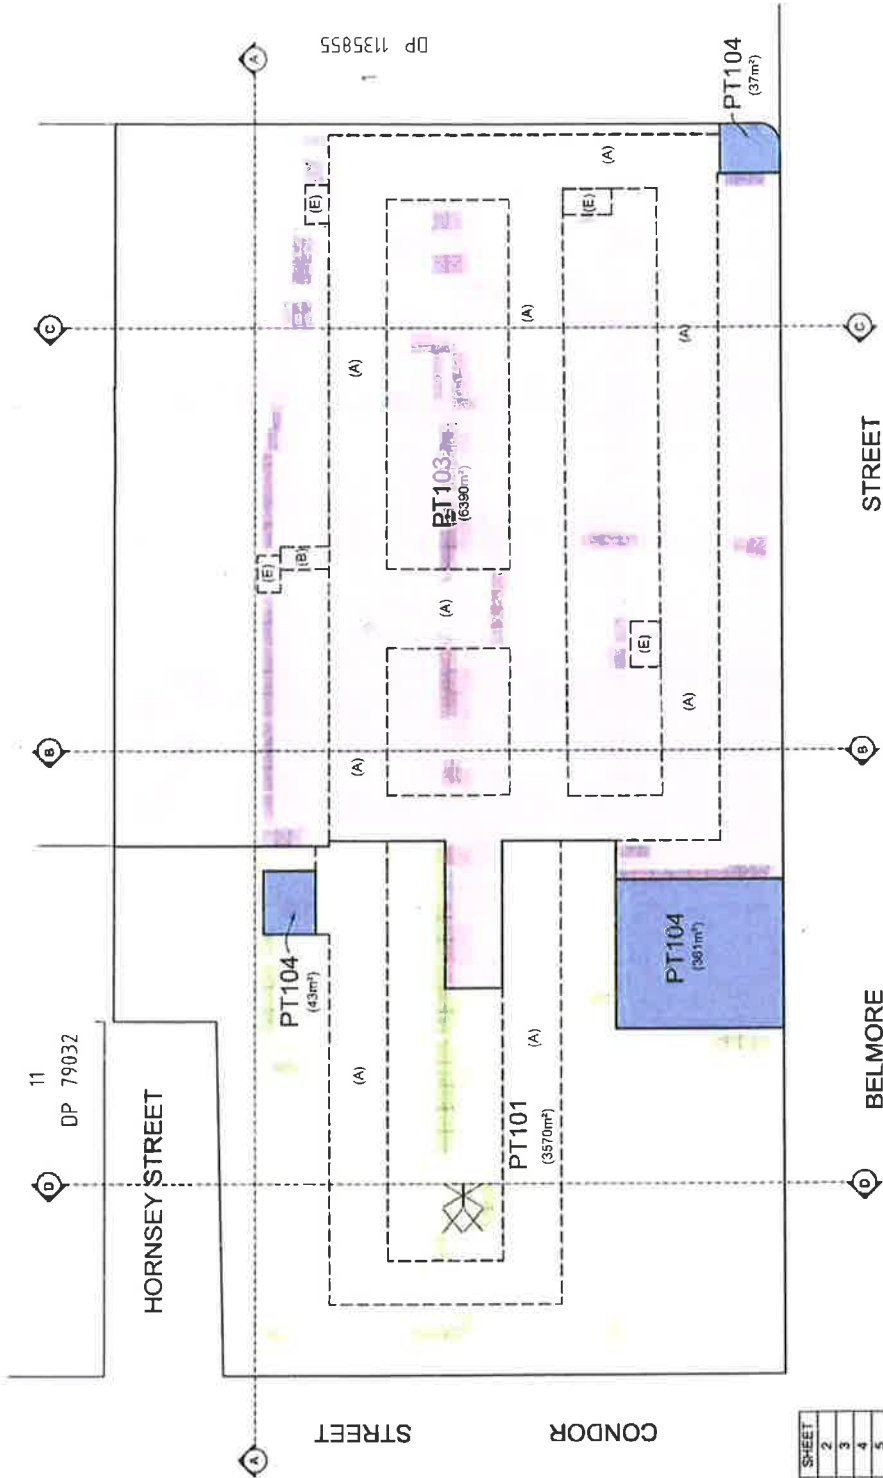 DP 1135855
1
A
PT104
(37m²)
(A)
(E)
(E)
C
C
(A)
(A)
(A)
PT103
(6390m²)
STREET
(E)
(B)
(A)
(E)
(A)
B
B
(A)
PT104
(43m²)
PT104
(361m²)
11
DP 79032
(A)
(A)
BELMORE
PT101
(3570m²)
HORNSEY STREET
D
D
A
CONDOR
STREET
SHEET
2
3
4
5